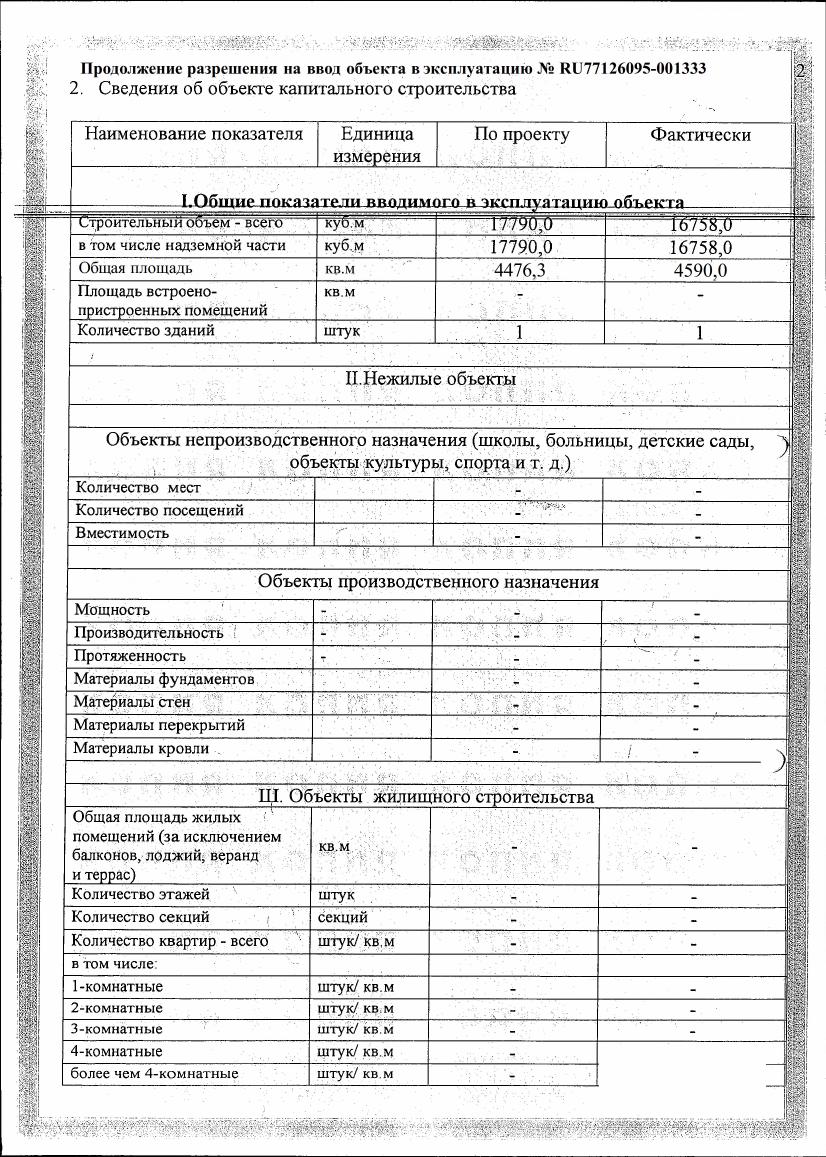 2
Продолжение разрешения на ввод объекта в эксплуатацию № RU77126095-001333
2. Сведения об объекте капитального строительства
Наименование показателя Единица измерения По проекту Фактически
I.Общие показатели вводимого в эксплуатацию объекта
Строительный объем - всего куб.м 17790,0 16758,0
в том числе надземной части куб.м 17790,0 16758,0
Общая площадь кв.м 4476,3 4590,0
Площадь встроено- кв.м - -
пристроенных помещений
Количество зданий штук 1 1
II.Нежилые объекты
Объекты непроизводственного назначения (школы, больницы, детские сады,
объекты культуры, спорта и т. д.)
Количество мест - -
Количество посещений - -
Вместимость - -
Объекты производственного назначения
Мощность - - -
Производительность - - -
Протяженность - - -
Материалы фундаментов - -
Материалы стен - -
Материалы перекрытий - -
Материалы кровли - -
III. Объекты жилищного строительства
Общая площадь жилых
помещений (за исключением
балконов, лоджий, веранд
и террас) кв.м - -
Количество этажей штук - -
Количество секций секций - -
Количество квартир - всего штук/ кв.м - -
в том числе:
1-комнатные штук/ кв.м - -
2-комнатные штук/ кв.м - -
3-комнатные штук/ кв.м - -
4-комнатные штук/ кв.м -
более чем 4-комнатные штук/ кв.м -